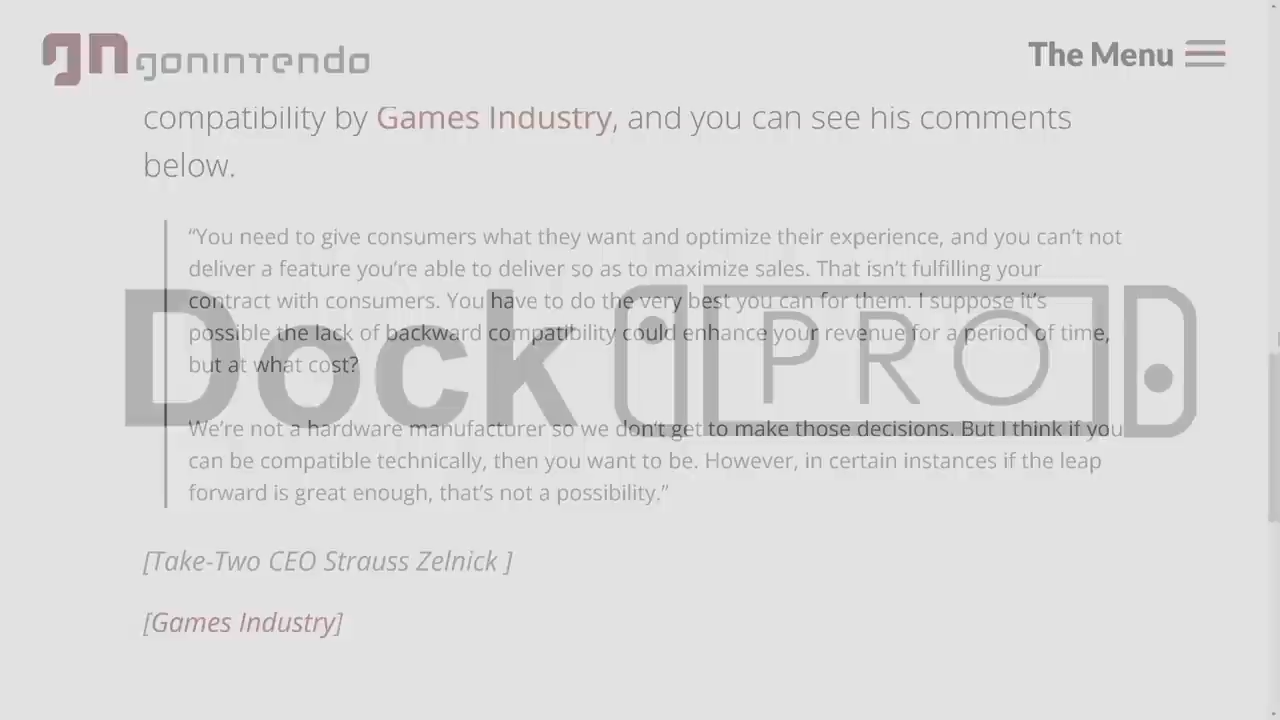 gonintendo
The Menu
compatibility by Games Industry, and you can see his comments
below.
“You need to give consumers what they want and optimize their experience, and you can’t not
deliver a feature you’re able to deliver so as to maximize sales. That isn’t fulfilling your
contract with consumers. You have to do the very best you can for them. I suppose it’s
possible the lack of backward compatibility could enhance your revenue for a period of time,
but at what cost?
Dock PRO
We’re not a hardware manufacturer so we don’t get to make those decisions. But I think if you
can be compatible technically, then you want to be. However, in certain instances if the leap
forward is great enough, that’s not a possibility.”
[Take-Two CEO Strauss Zelnick ]
[Games Industry]